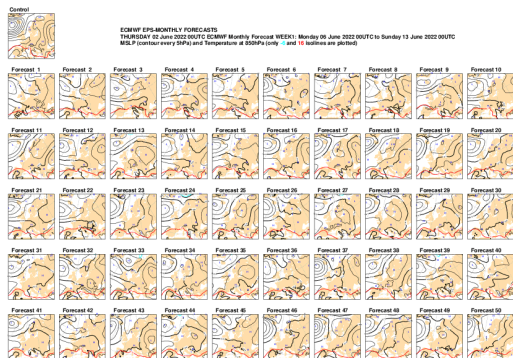 Control
ECMWF EPS-MONTHLY FORECASTS
THURSDAY 02 June 2022 00UTC ECMWF Monthly Forecast WEEK1: Monday 06 June 2022 00UTC to Sunday 13 June 2022 00UTC
MSLP (contour every 5hPa) and Temperature at 850hPa (only and 16 isolines are plotted)
Forecast 1 Forecast 2 Forecast 3 Forecast 4 Forecast 5 Forecast 6 Forecast 7 Forecast 8 Forecast 9 Forecast 10
Forecast 11 Forecast 12 Forecast 13 Forecast 14 Forecast 15 Forecast 16 Forecast 17 Forecast 18 Forecast 19 Forecast 20
Forecast 21 Forecast 22 Forecast 23 Forecast 24 Forecast 25 Forecast 26 Forecast 27 Forecast 28 Forecast 29 Forecast 30
Forecast 31 Forecast 32 Forecast 33 Forecast 34 Forecast 35 Forecast 36 Forecast 37 Forecast 38 Forecast 39 Forecast 40
Forecast 41 Forecast 42 Forecast 43 Forecast 44 Forecast 45 Forecast 46 Forecast 47 Forecast 48 Forecast 49 Forecast 50